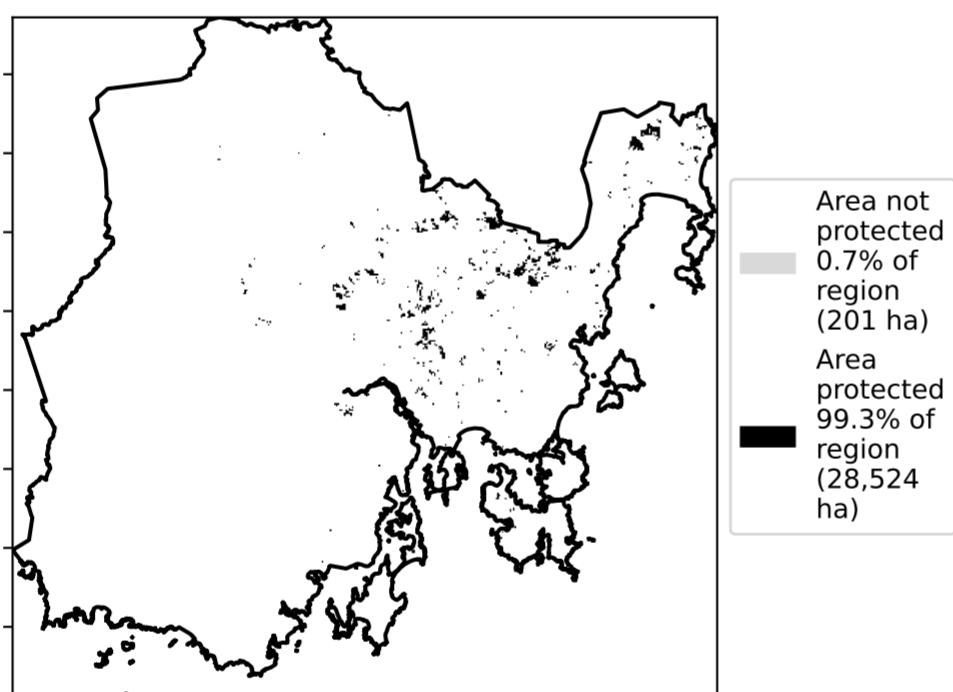 Area not
protected
0.7% of
region
(201 ha)
Area
protected
99.3% of
region
(28,524
ha)